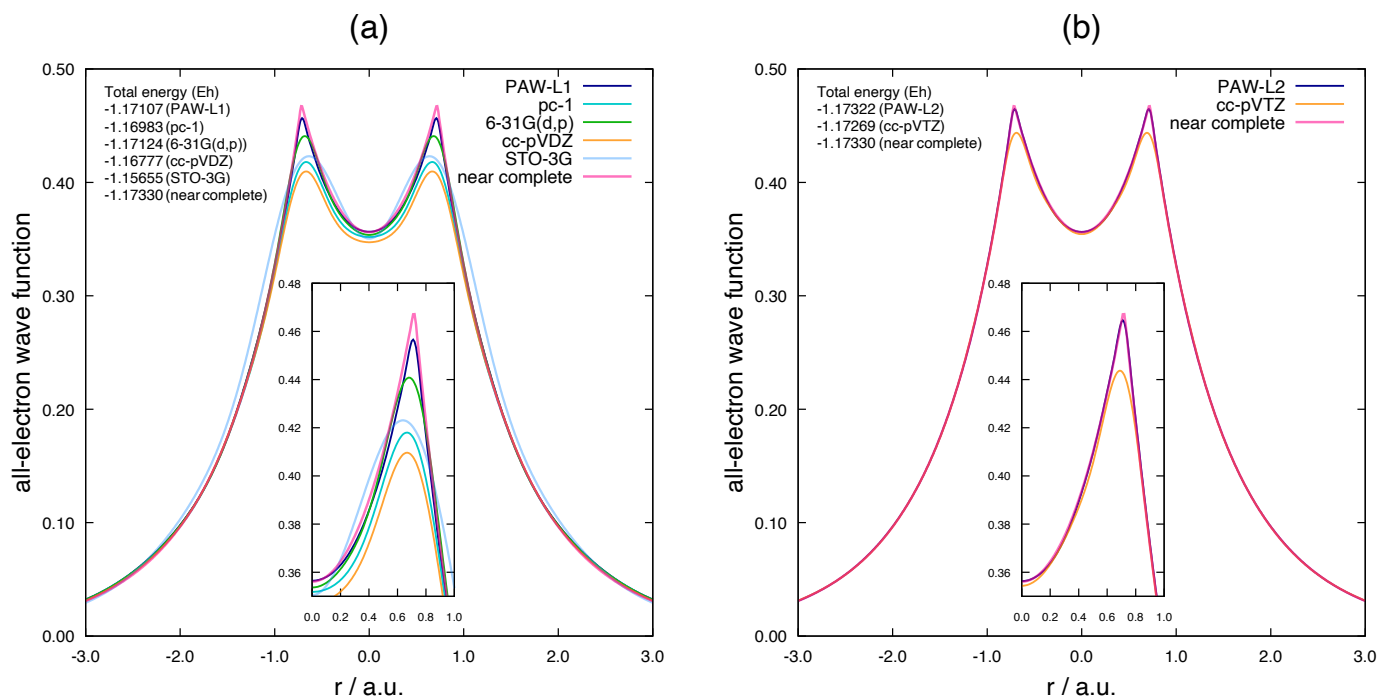 (a)
all-electron wave function
0.50
0.40
0.30
0.20
0.10
0.00
Total energy (Eh)
-1.17107 (PAW-L1)
-1.16983 (pc-1)
-1.17124 (6-31G(d,p))
-1.16777 (cc-pVDZ)
-1.15655 (STO-3G)
-1.17330 (near complete)
PAW-L1
pc-1
6-31G(d,p)
cc-pVDZ
STO-3G
near complete
0.48
0.46
0.44
0.42
0.40
0.38
0.36
0.0 0.2 0.4 0.6 0.8 1.0
-3.0 -2.0 -1.0 0.0 1.0 2.0 3.0
r / a.u.
(b)
all-electron wave function
0.50
0.40
0.30
0.20
0.10
0.00
Total energy (Eh)
-1.17322 (PAW-L2)
-1.17269 (cc-pVTZ)
-1.17330 (near complete)
PAW-L2
cc-pVTZ
near complete
0.48
0.46
0.44
0.42
0.40
0.38
0.36
0.0 0.2 0.4 0.6 0.8 1.0
-3.0 -2.0 -1.0 0.0 1.0 2.0 3.0
r / a.u.